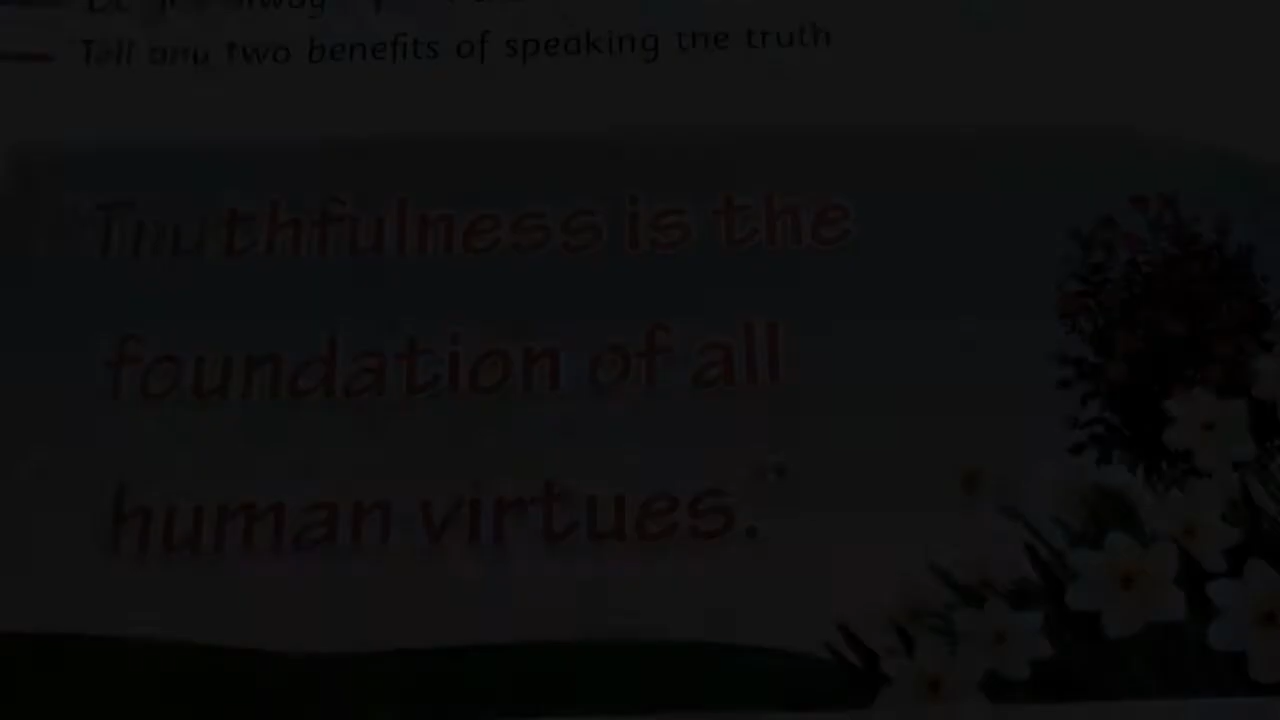 Tell any two benefits of speaking the truth
Truthfulness is the
foundation of all
human virtues."